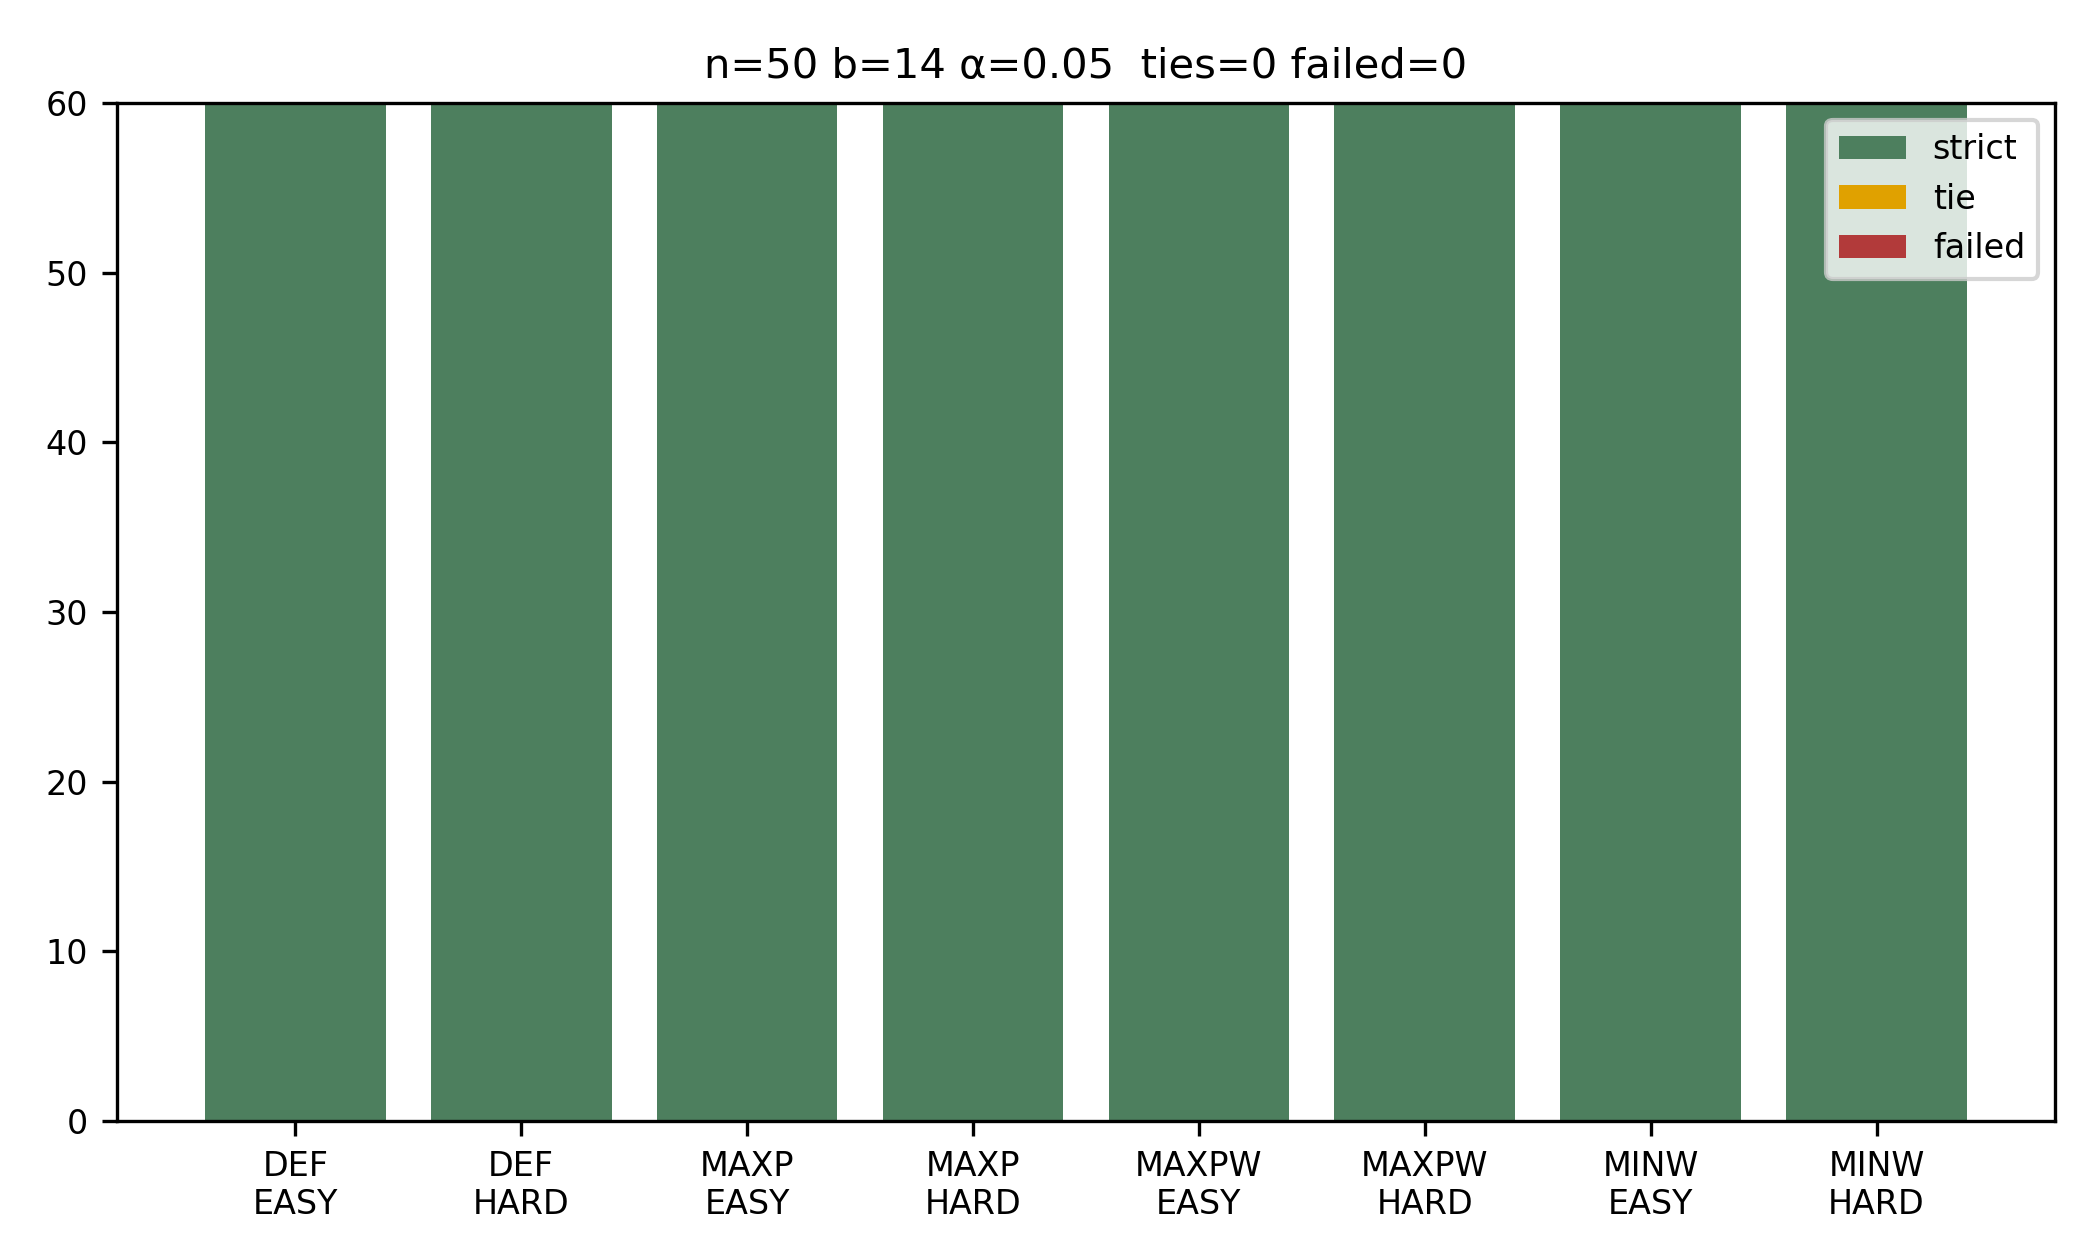 n=50 b=14 α=0.05  ties=0 failed=0
60
50
40
30
20
10
0
strict
tie
failed
DEF
EASY
DEF
HARD
MAXP
EASY
MAXP
HARD
MAXPW
EASY
MAXPW
HARD
MINW
EASY
MINW
HARD